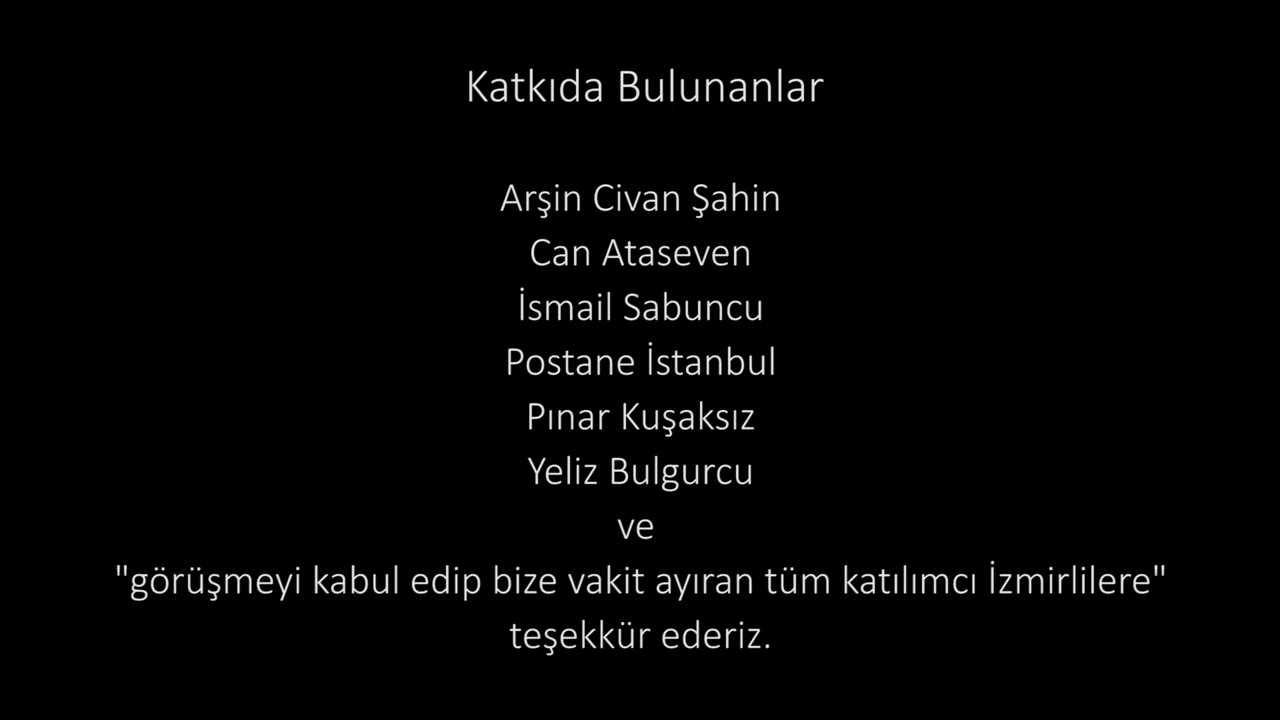 Katkıda Bulunanlar
Arşin Civan Şahin
Can Ataseven
İsmail Sabuncu
Postane İstanbul
Pınar Kuşaksız
Yeliz Bulgurcu
ve
"görüşmeyi kabul edip bize vakit ayıran tüm katılımcı İzmirlilere"
teşekkür ederiz.